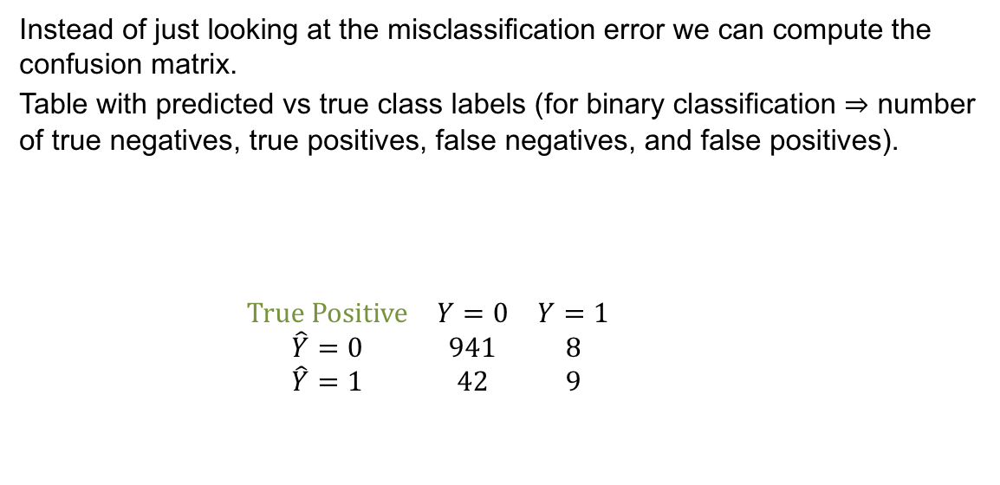 Instead of just looking at the misclassification error we can compute the
confusion matrix.
Table with predicted vs true class labels (for binary classification ⇒ number
of true negatives, true positives, false negatives, and false positives).
True Positive Y = 0 Y = 1
Ŷ = 0 941 8
Ŷ = 1 42 9